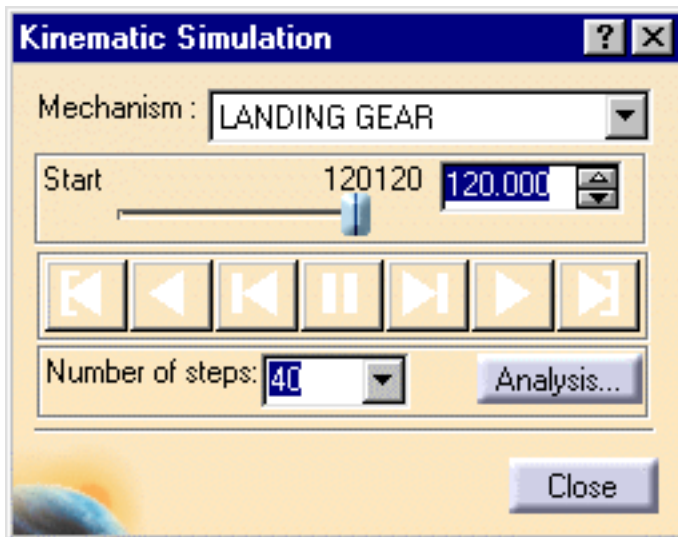 Kinematic Simulation ? X
Mechanism : LANDING GEAR
Start 120120 120.000
Number of steps: 40 Analysis...
Close